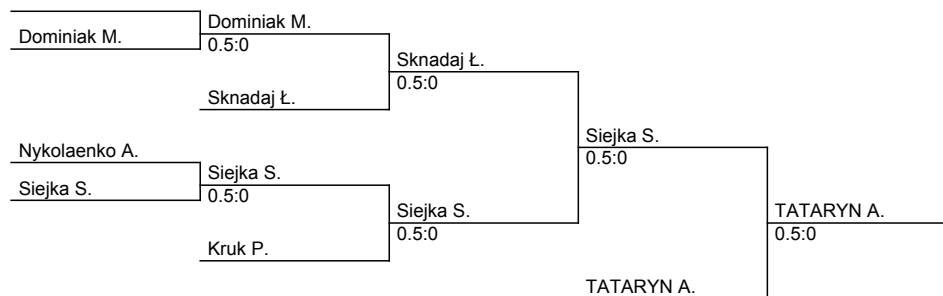 Dominiak M.
Dominiak M.
0.5:0
Sknadaj Ł.
Sknadaj Ł.
0.5:0
Nykolaenko A.
Siejka S.
Siejka S.
0.5:0
Kruk P.
Siejka S.
0.5:0
Siejka S.
0.5:0
TATARYN A.
TATARYN A.
0.5:0